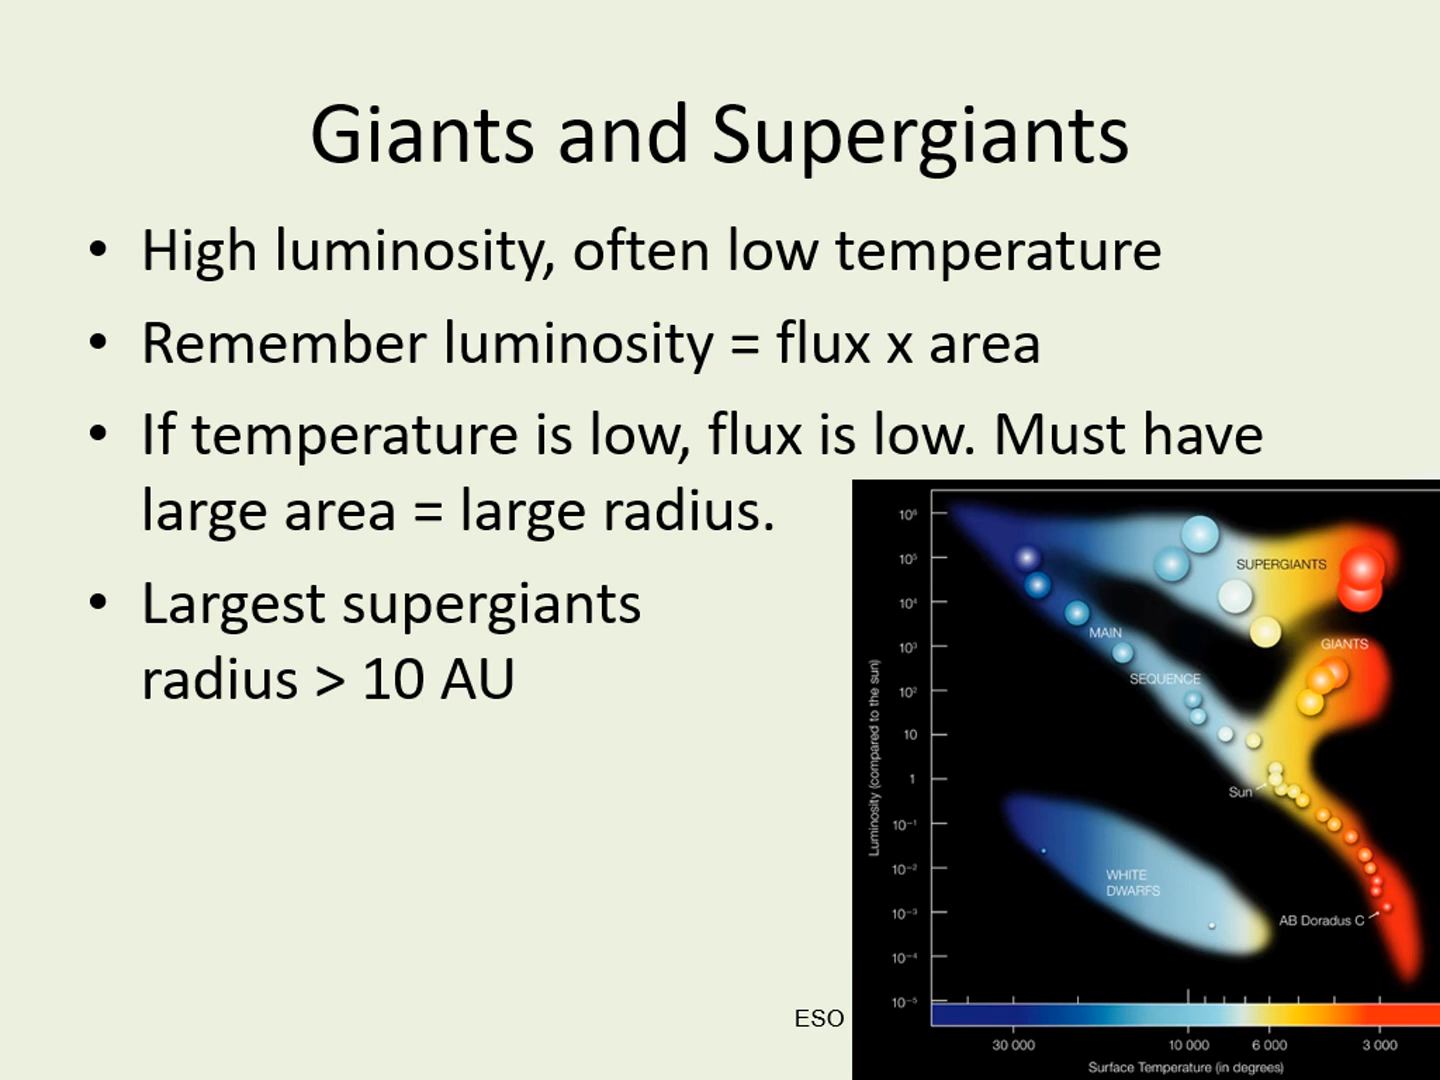 Giants and Supergiants
• High luminosity, often low temperature
• Remember luminosity = flux x area
• If temperature is low, flux is low. Must have
large area = large radius.
• Largest supergiants
radius > 10 AU
ESO
Luminosity (compared to the sun)
10⁶
10⁵
10⁴
10³
10²
10
1
10⁻¹
10⁻²
10⁻³
10⁻⁴
10⁻⁵
SUPERGIANTS
MAIN
SEQUENCE
GIANTS
Sun
WHITE
DWARFS
AB Doradus C
30 000 10 000 6 000 3 000
Surface Temperature (in degrees)